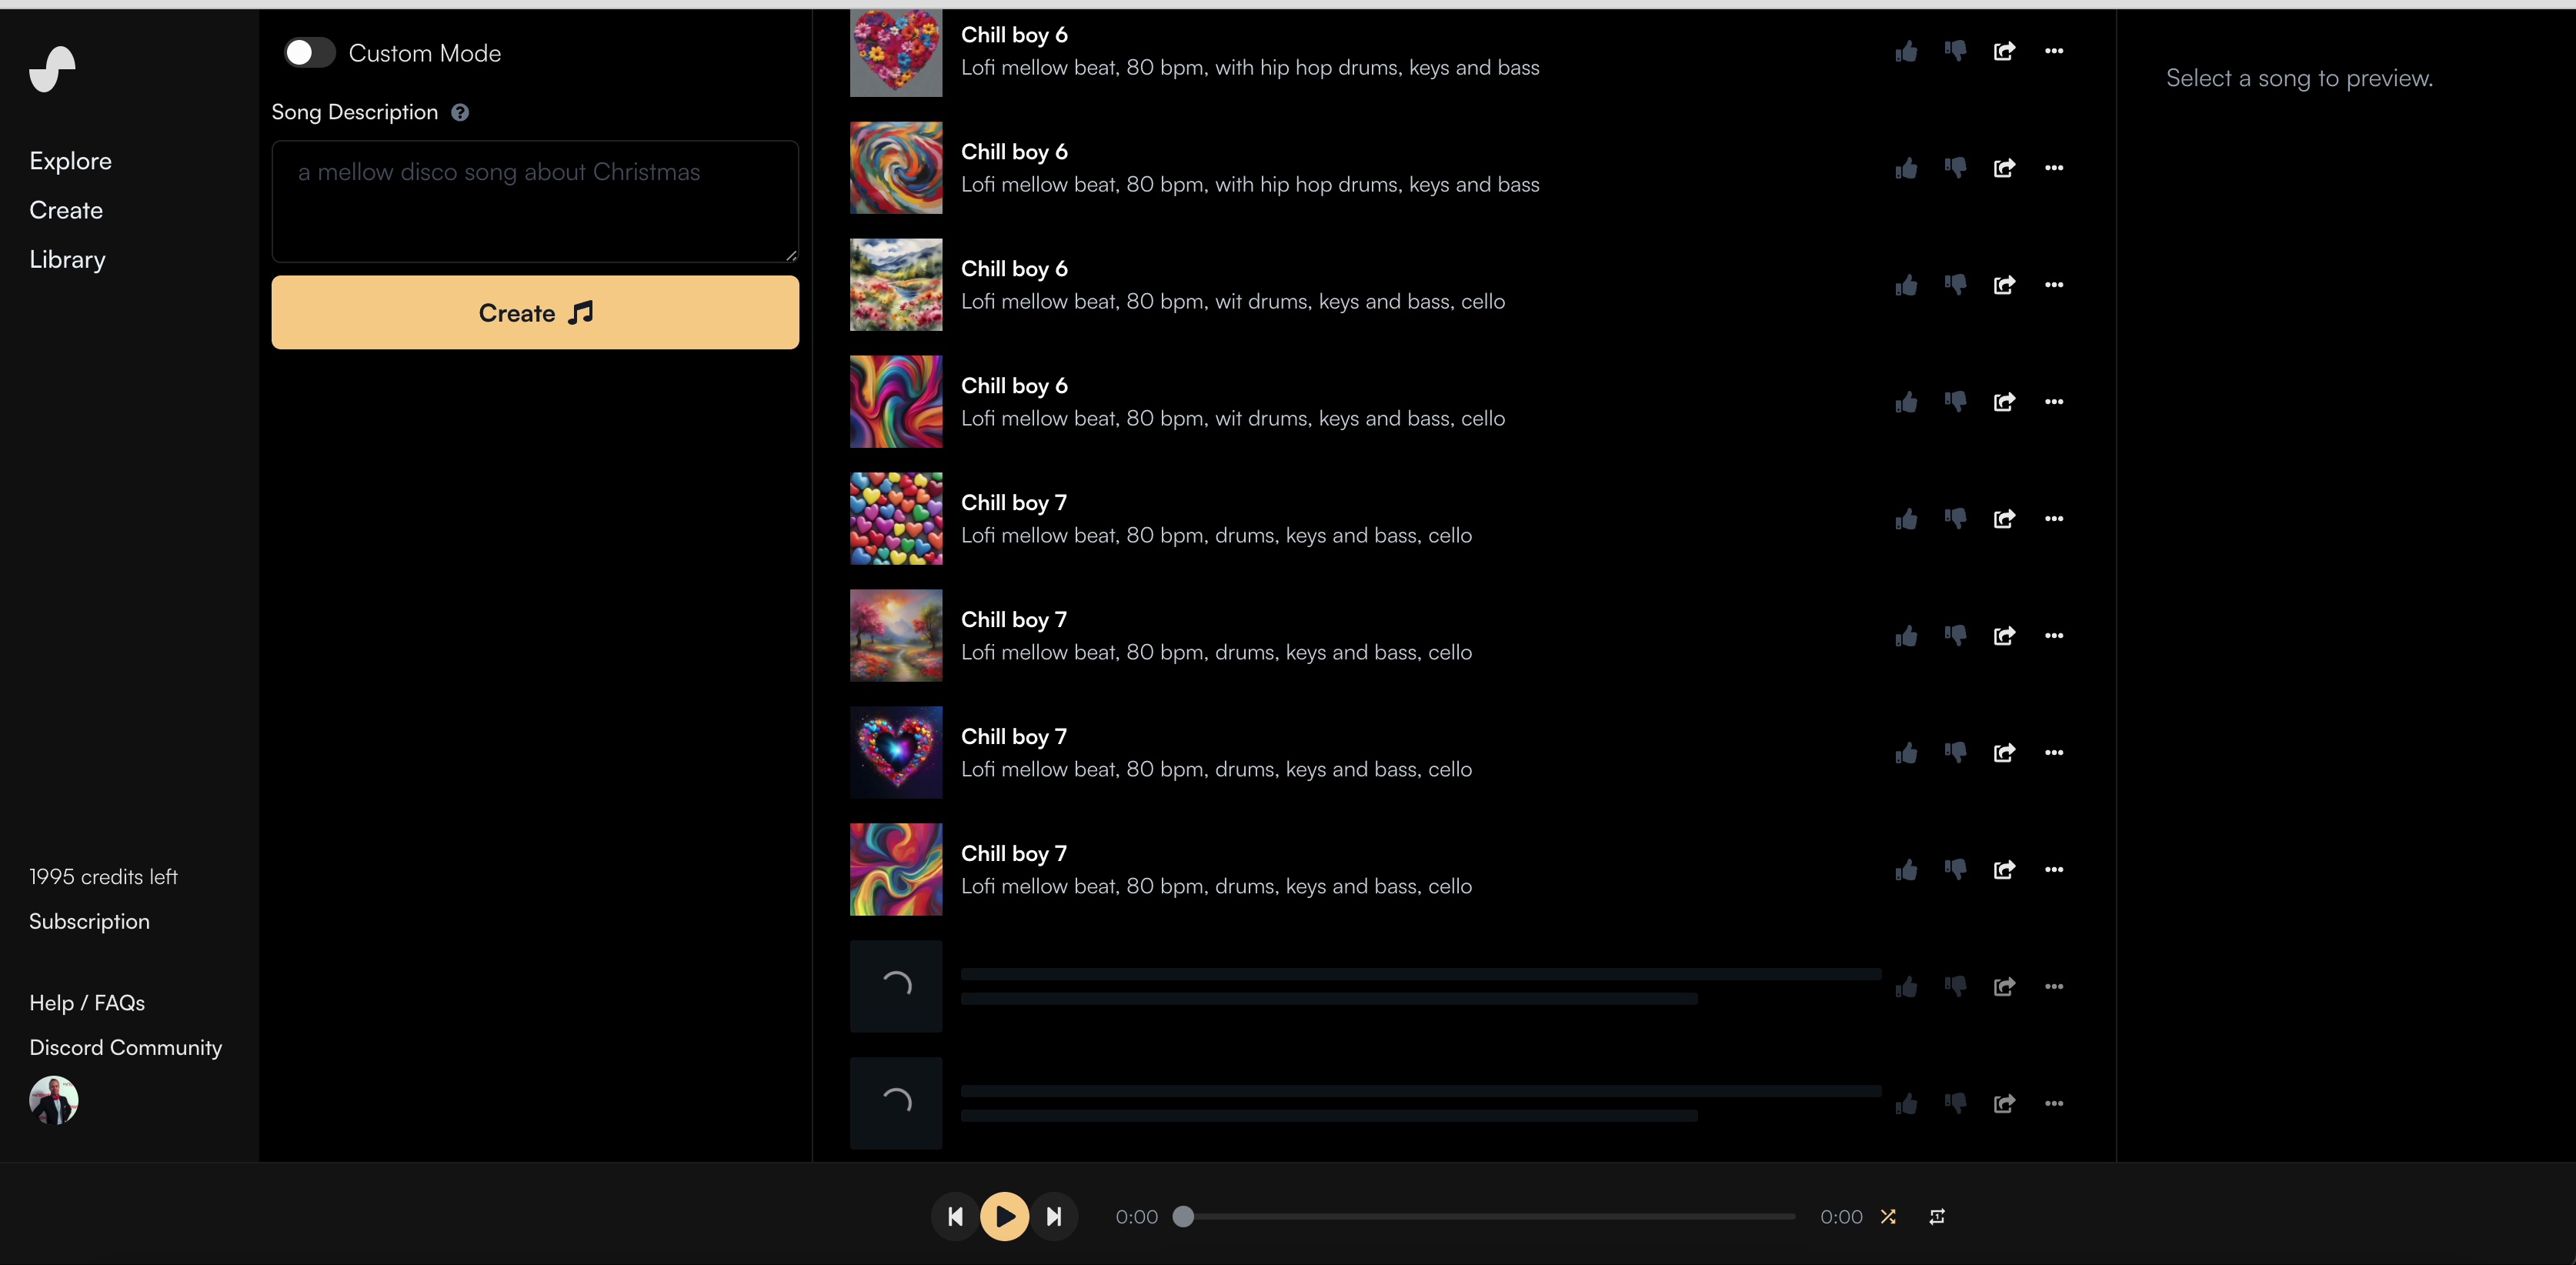 Explore
Create
Library
1995 credits left
Subscription
Help / FAQs
Discord Community
Custom Mode
Song Description ?
a mellow disco song about Christmas
Create
Chill boy 6
Lofi mellow beat, 80 bpm, with hip hop drums, keys and bass
Chill boy 6
Lofi mellow beat, 80 bpm, with hip hop drums, keys and bass
Chill boy 6
Lofi mellow beat, 80 bpm, wit drums, keys and bass, cello
Chill boy 6
Lofi mellow beat, 80 bpm, wit drums, keys and bass, cello
Chill boy 7
Lofi mellow beat, 80 bpm, drums, keys and bass, cello
Chill boy 7
Lofi mellow beat, 80 bpm, drums, keys and bass, cello
Chill boy 7
Lofi mellow beat, 80 bpm, drums, keys and bass, cello
Chill boy 7
Lofi mellow beat, 80 bpm, drums, keys and bass, cello
Select a song to preview.
0:00
0:00